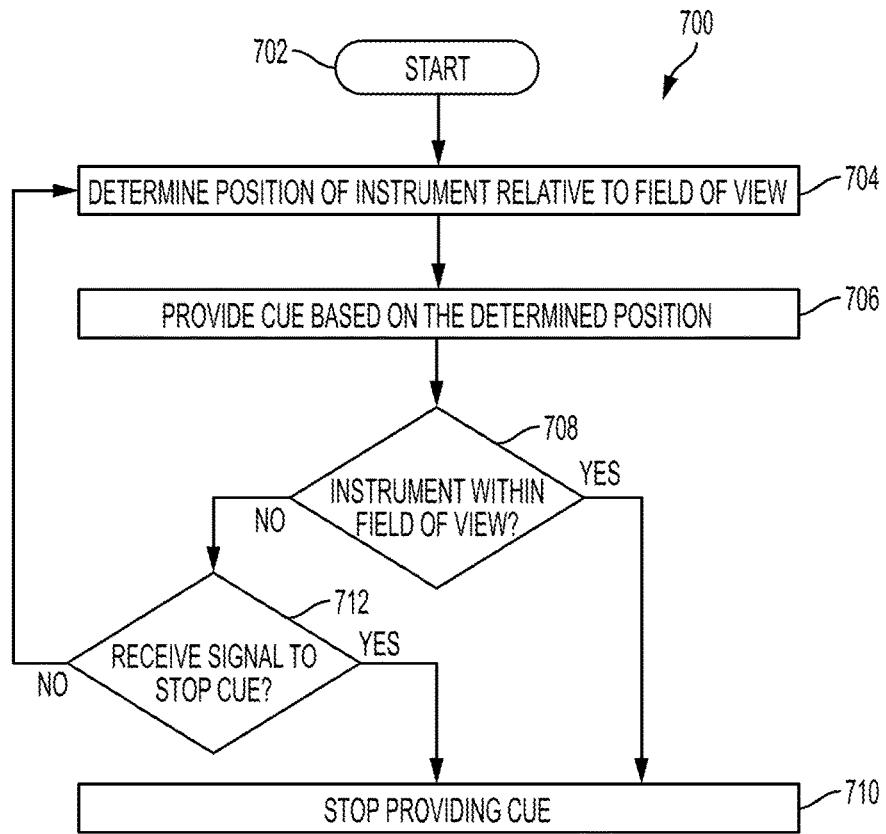 700
702
START
DETERMINE POSITION OF INSTRUMENT RELATIVE TO FIELD OF VIEW
704
PROVIDE CUE BASED ON THE DETERMINED POSITION
706
708
INSTRUMENT WITHIN
FIELD OF VIEW?
YES
NO
712
RECEIVE SIGNAL TO
STOP CUE?
YES
NO
STOP PROVIDING CUE
710